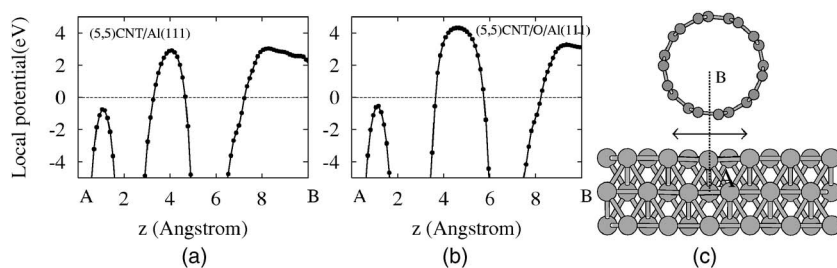 (5,5)CNT/Al(111)
Local potential(eV)
4
2
0
-2
-4
A
2
4
6
8
B
z (Angstrom)
(a)
(5,5)CNT/O/Al(111)
4
2
0
-2
-4
A
2
4
6
8
B
z (Angstrom)
(b)
B
A
(c)